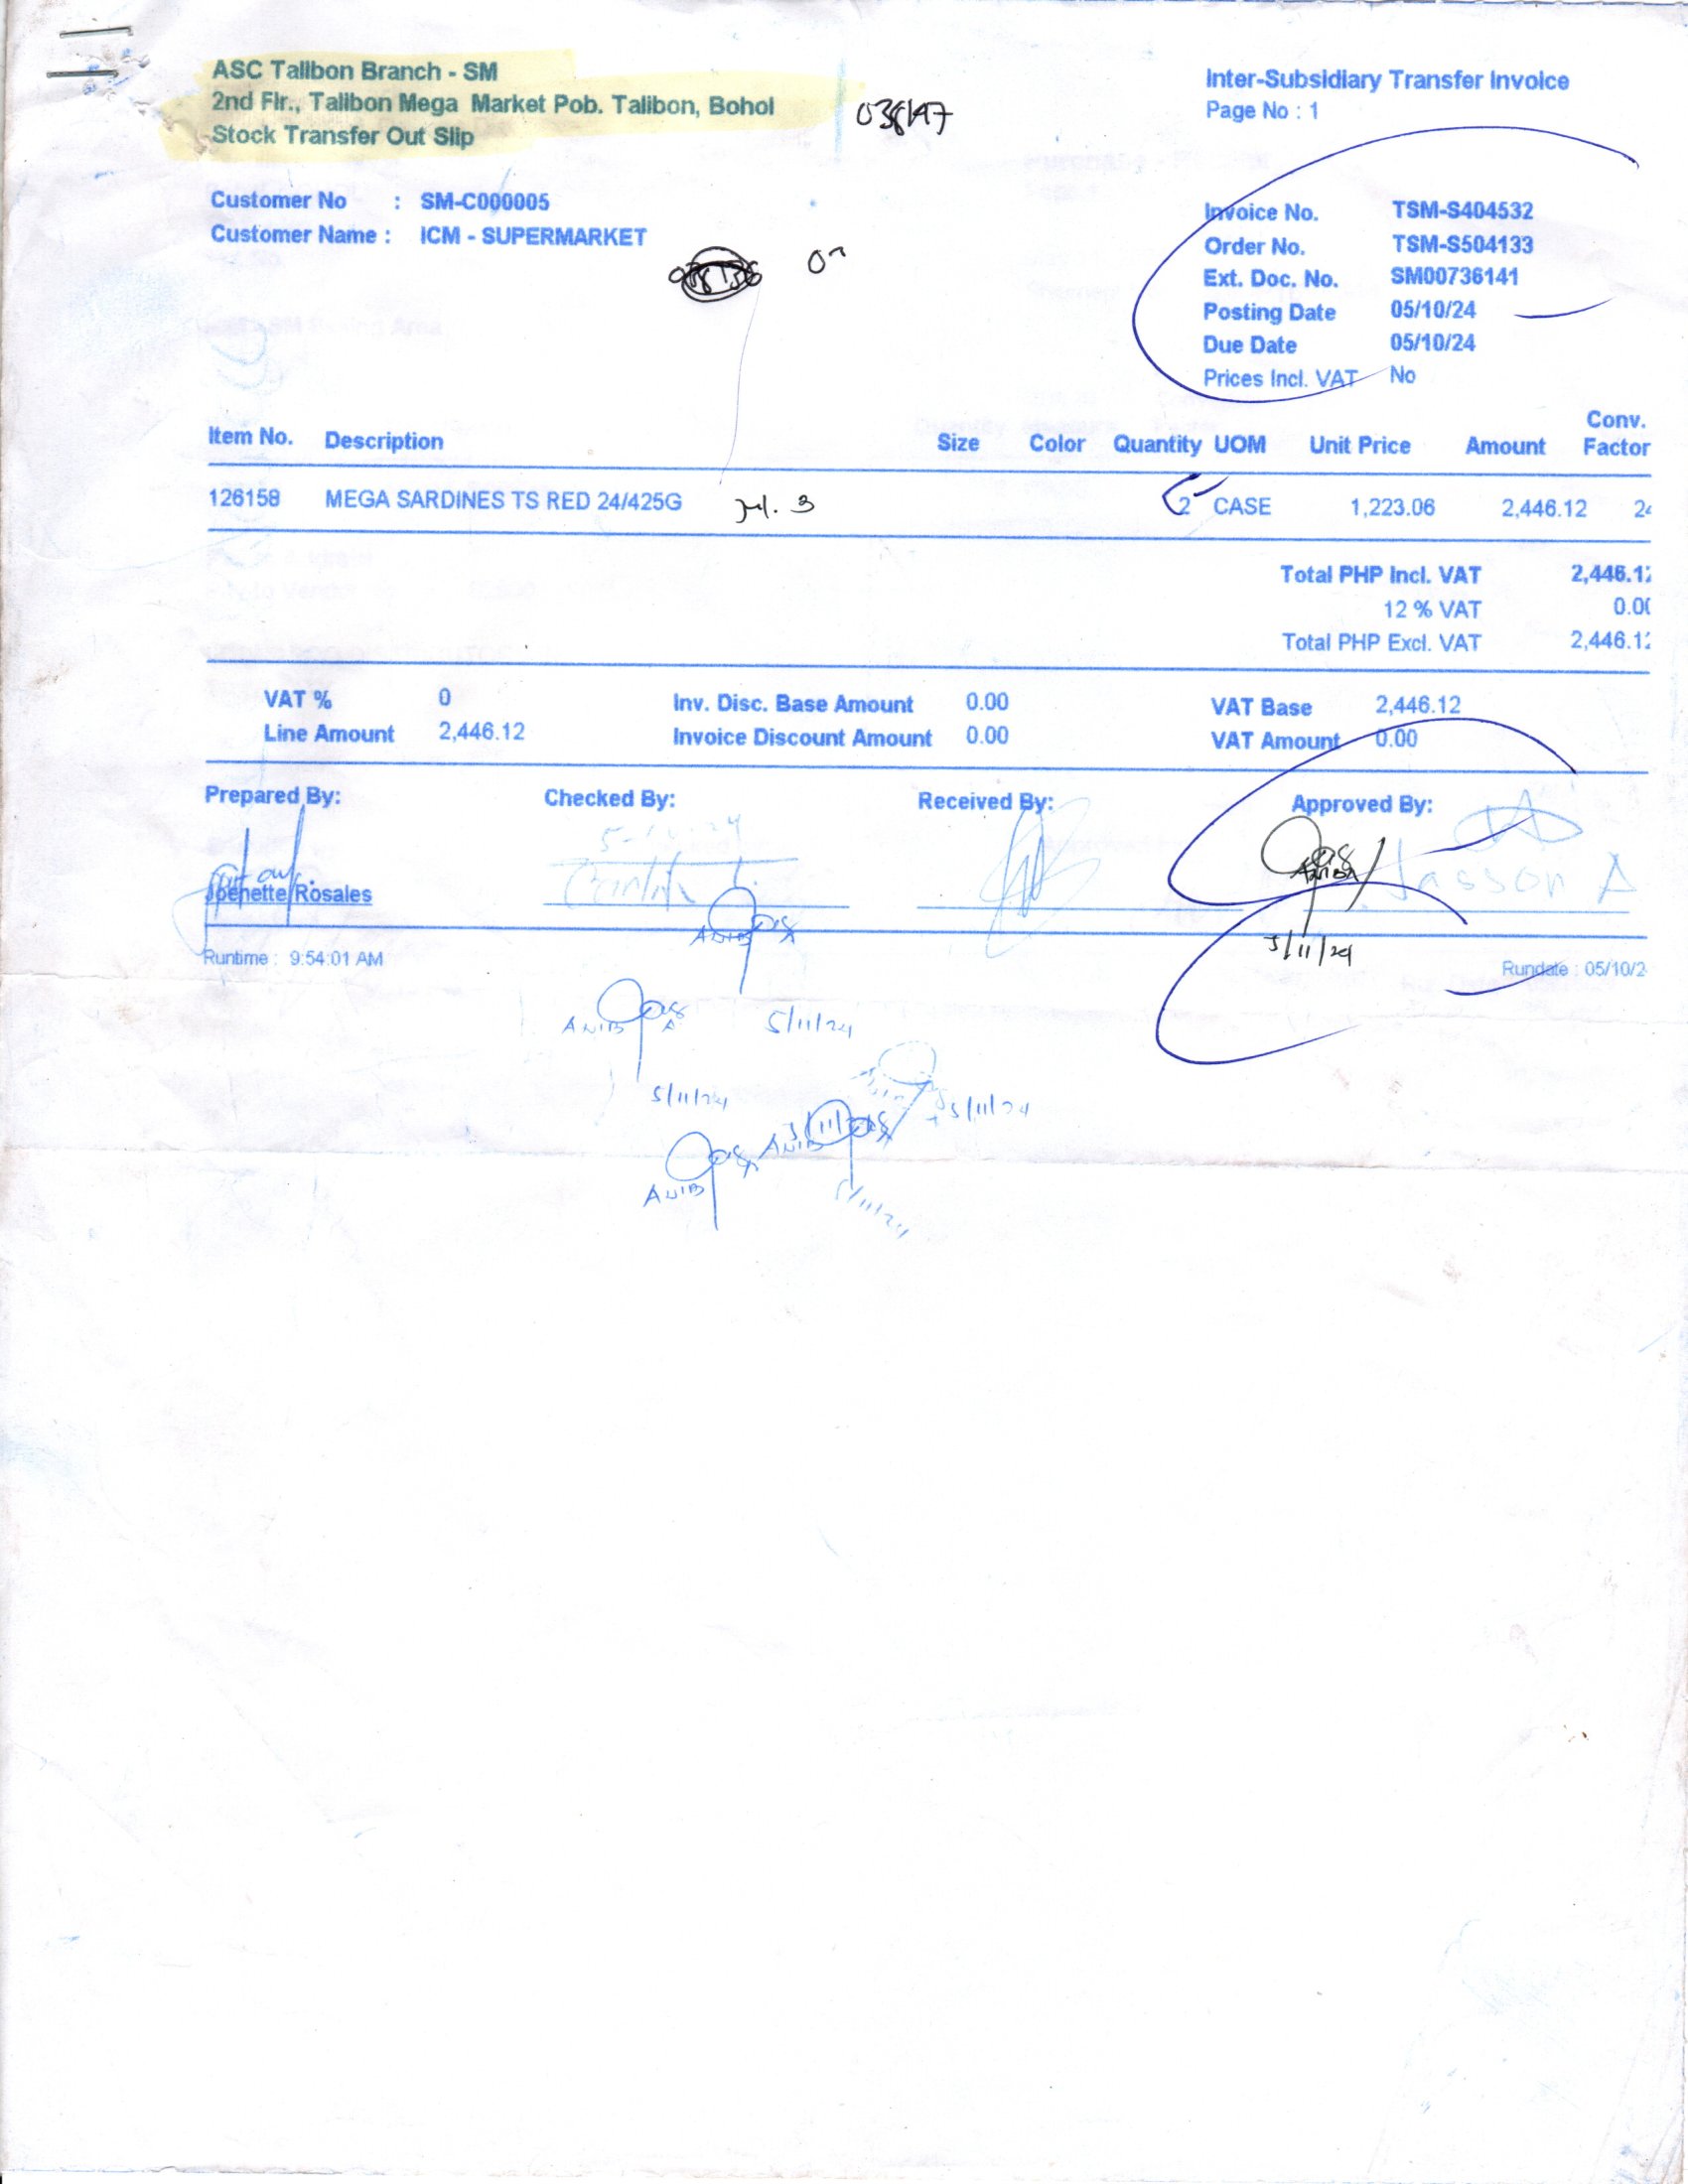 ASC Talibon Branch - SM
2nd Flr., Talibon Mega Market Pob. Talibon, Bohol
Stock Transfer Out Slip
Inter-Subsidiary Transfer Invoice
Page No : 1
Customer No : SM-C000005
Customer Name : ICM - SUPERMARKET
Invoice No. TSM-S404532
Order No. TSM-S504133
Ext. Doc. No. SM00736141
Posting Date 05/10/24
Due Date 05/10/24
Prices Incl. VAT No
Item No. Description Size Color Quantity UOM Unit Price Amount Conv. Factor
126158 MEGA SARDINES TS RED 24/425G 2 CASE 1,223.06 2,446.12 24
Total PHP Incl. VAT 2,446.12
12 % VAT 0.00
Total PHP Excl. VAT 2,446.12
VAT % 0 Inv. Disc. Base Amount 0.00 VAT Base 2,446.12
Line Amount 2,446.12 Invoice Discount Amount 0.00 VAT Amount 0.00
Prepared By: Checked By: Received By: Approved By:
Joenette Rosales Jasson A
5/11/24
Runtime : 9:54:01 AM Rundate : 05/10/2
5/11/24
5/11/24
5/11/24
5/11/24